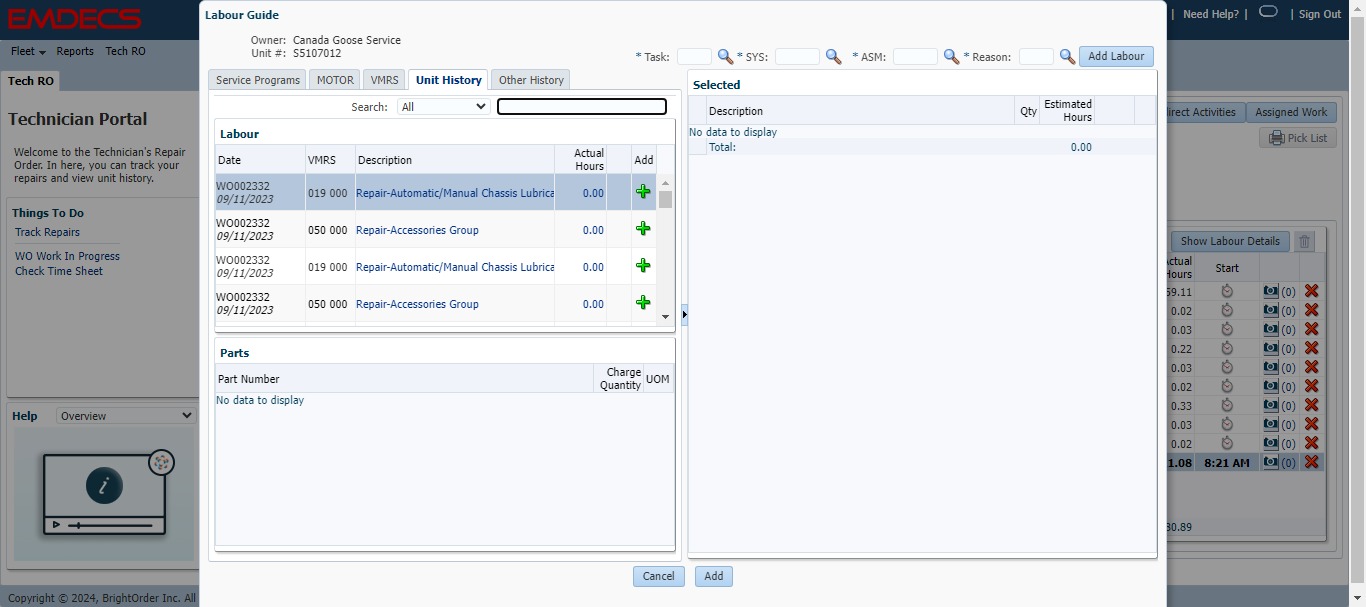 EMDECS
Need Help? |
| Sign Out
Fleet
Reports
Tech RO
Tech RO
Technician Portal
Welcome to the Technician's Repair
Order. In here, you can track your
repairs and view unit history.
Things To Do
Track Repairs
WO Work In Progress
Check Time Sheet
Help
Overview
Copyright © 2024, BrightOrder Inc. All
Labour Guide
Owner: Canada Goose Service
Unit #: S5107012
* Task:
* SYS:
* ASM:
* Reason:
Add Labour
Service Programs
MOTOR
VMRS
Unit History
Other History
Search:
All
Labour
Date VMRS Description Actual Hours Add
WO002332
09/11/2023
019 000 Repair-Automatic/Manual Chassis Lubrica 0.00
WO002332
09/11/2023
050 000 Repair-Accessories Group 0.00
WO002332
09/11/2023
019 000 Repair-Automatic/Manual Chassis Lubrica 0.00
WO002332
09/11/2023
050 000 Repair-Accessories Group 0.00
Parts
Part Number Charge Quantity UOM
No data to display
Selected
Description Qty Estimated Hours
No data to display
Total: 0.00
Cancel
Add
irect Activities
Assigned Work
Pick List
Show Labour Details
Actual Hours Start
59.11 (0)
0.02 (0)
0.03 (0)
0.22 (0)
0.03 (0)
0.02 (0)
0.33 (0)
0.03 (0)
0.02 (0)
1.08 8:21 AM (0)
30.89